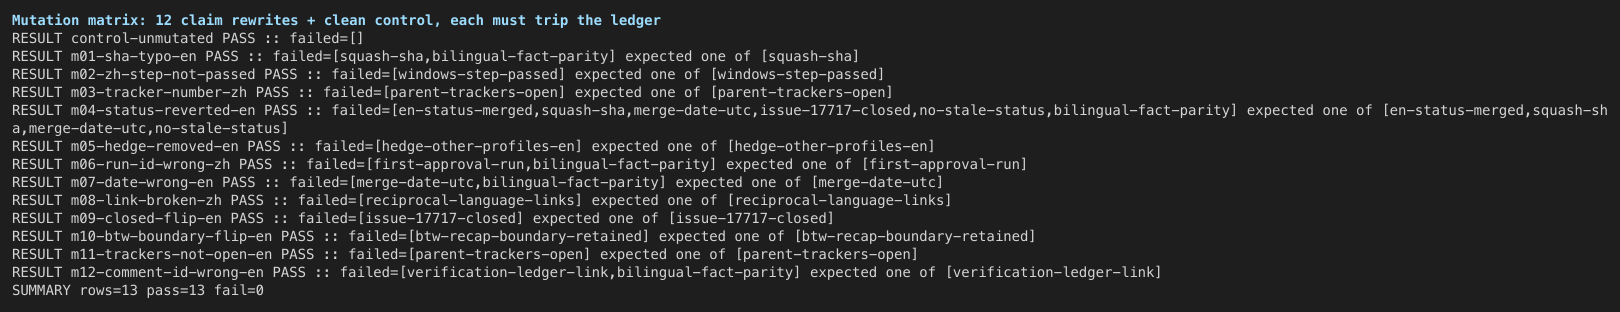 Mutation matrix: 12 claim rewrites + clean control, each must trip the ledger
RESULT control-unmutated PASS :: failed=[]
RESULT m01-sha-typo-en PASS :: failed=[squash-sha,bilingual-fact-parity] expected one of [squash-sha]
RESULT m02-zh-step-not-passed PASS :: failed=[windows-step-passed] expected one of [windows-step-passed]
RESULT m03-tracker-number-zh PASS :: failed=[parent-trackers-open] expected one of [parent-trackers-open]
RESULT m04-status-reverted-en PASS :: failed=[en-status-merged,squash-sha,merge-date-utc,issue-17717-closed,no-stale-status,bilingual-fact-parity] expected one of [en-status-merged,squash-sh
a,merge-date-utc,no-stale-status]
RESULT m05-hedge-removed-en PASS :: failed=[hedge-other-profiles-en] expected one of [hedge-other-profiles-en]
RESULT m06-run-id-wrong-zh PASS :: failed=[first-approval-run,bilingual-fact-parity] expected one of [first-approval-run]
RESULT m07-date-wrong-en PASS :: failed=[merge-date-utc,bilingual-fact-parity] expected one of [merge-date-utc]
RESULT m08-link-broken-zh PASS :: failed=[reciprocal-language-links] expected one of [reciprocal-language-links]
RESULT m09-closed-flip-en PASS :: failed=[issue-17717-closed] expected one of [issue-17717-closed]
RESULT m10-btw-boundary-flip-en PASS :: failed=[btw-recap-boundary-retained] expected one of [btw-recap-boundary-retained]
RESULT m11-trackers-not-open-en PASS :: failed=[parent-trackers-open] expected one of [parent-trackers-open]
RESULT m12-comment-id-wrong-en PASS :: failed=[verification-ledger-link,bilingual-fact-parity] expected one of [verification-ledger-link]
SUMMARY rows=13 pass=13 fail=0